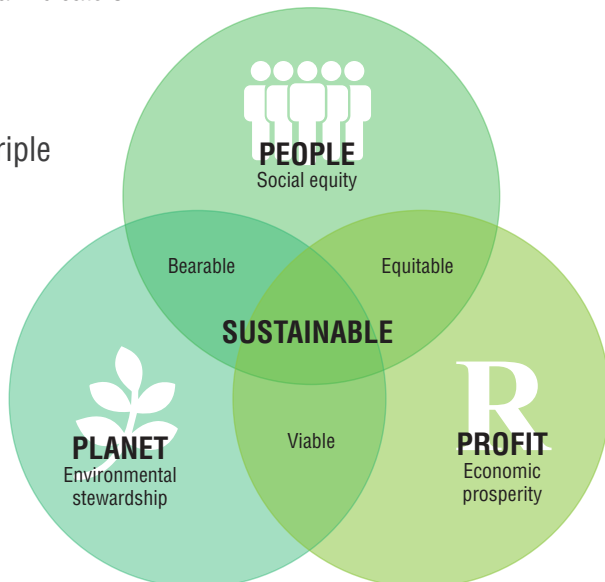 riple
PEOPLE
Social equity
Bearable
Equitable
SUSTAINABLE
R
PLANET
Environmental
stewardship
Viable
PROFIT
Economic
prosperity